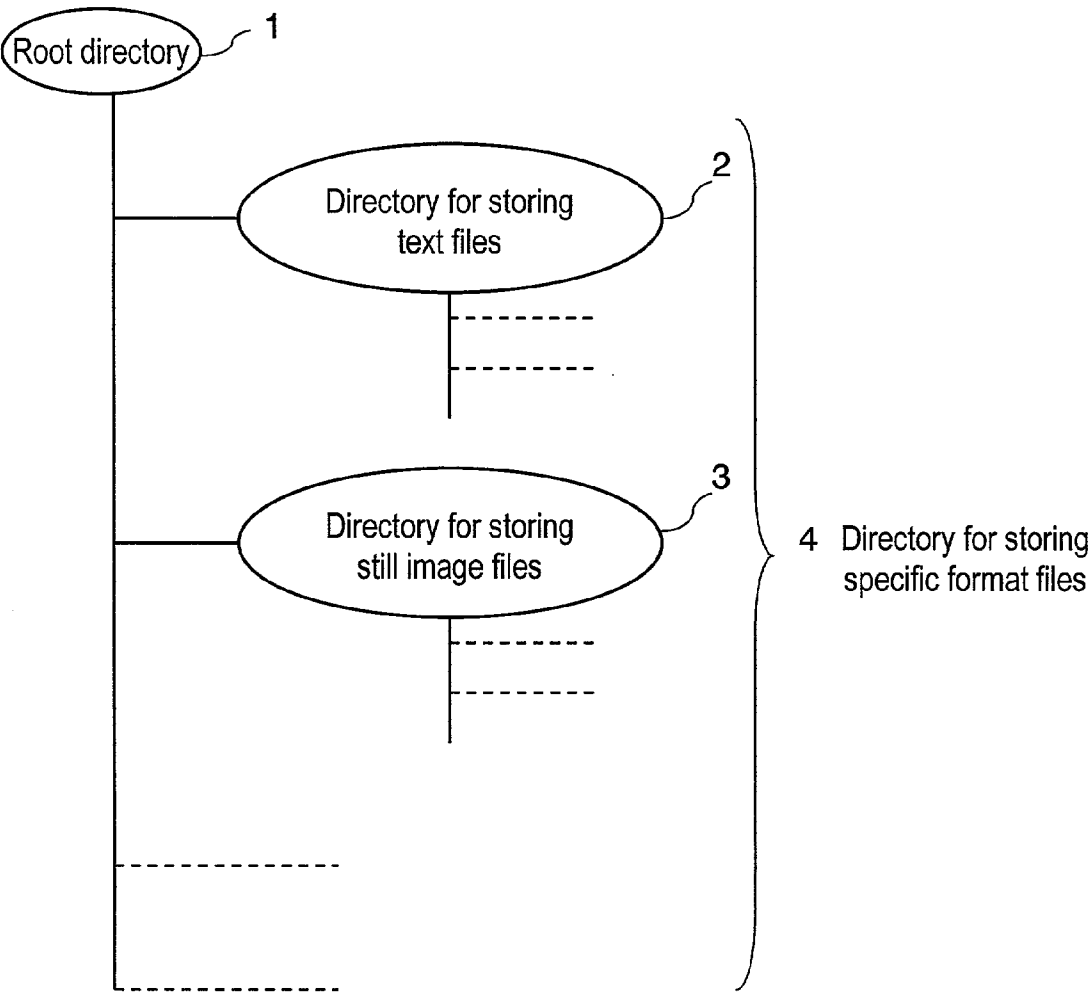 Root directory
1
2
Directory for storing
text files
3
Directory for storing
still image files
4 Directory for storing
specific format files